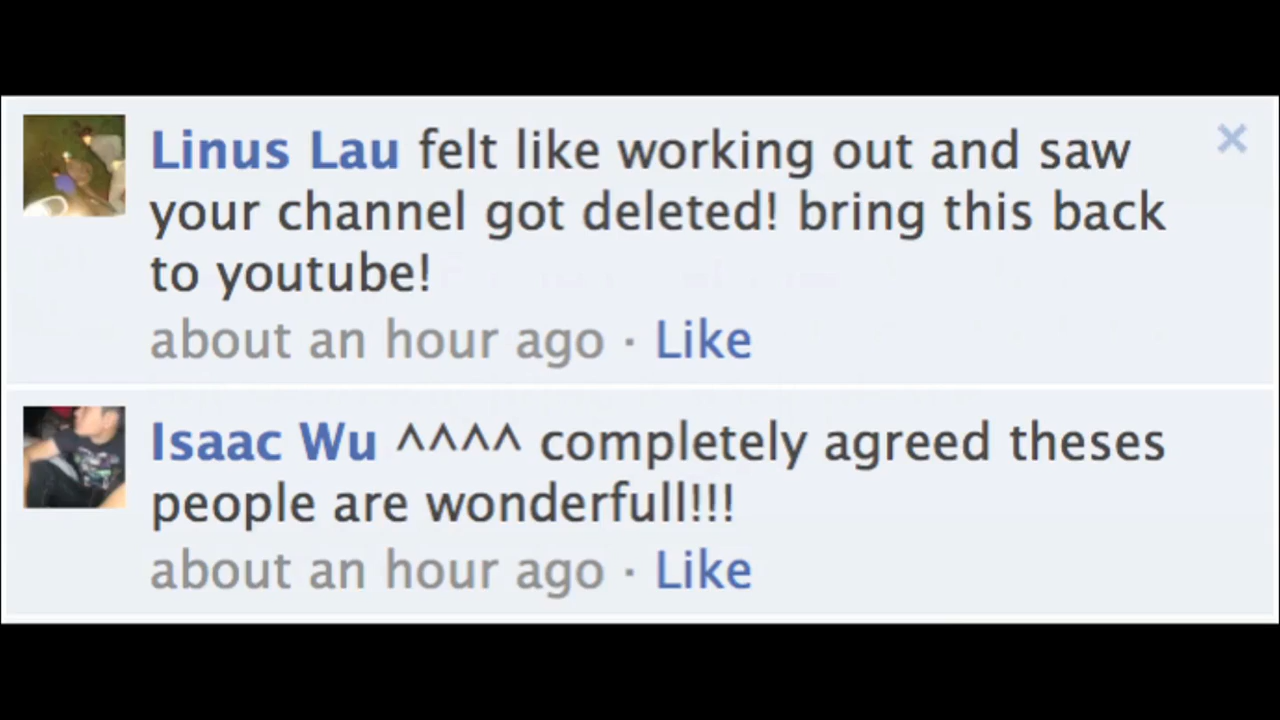 Linus Lau felt like working out and saw
your channel got deleted! bring this back
to youtube!
about an hour ago · Like
Isaac Wu ^^^^ completely agreed theses
people are wonderfull!!!
about an hour ago · Like